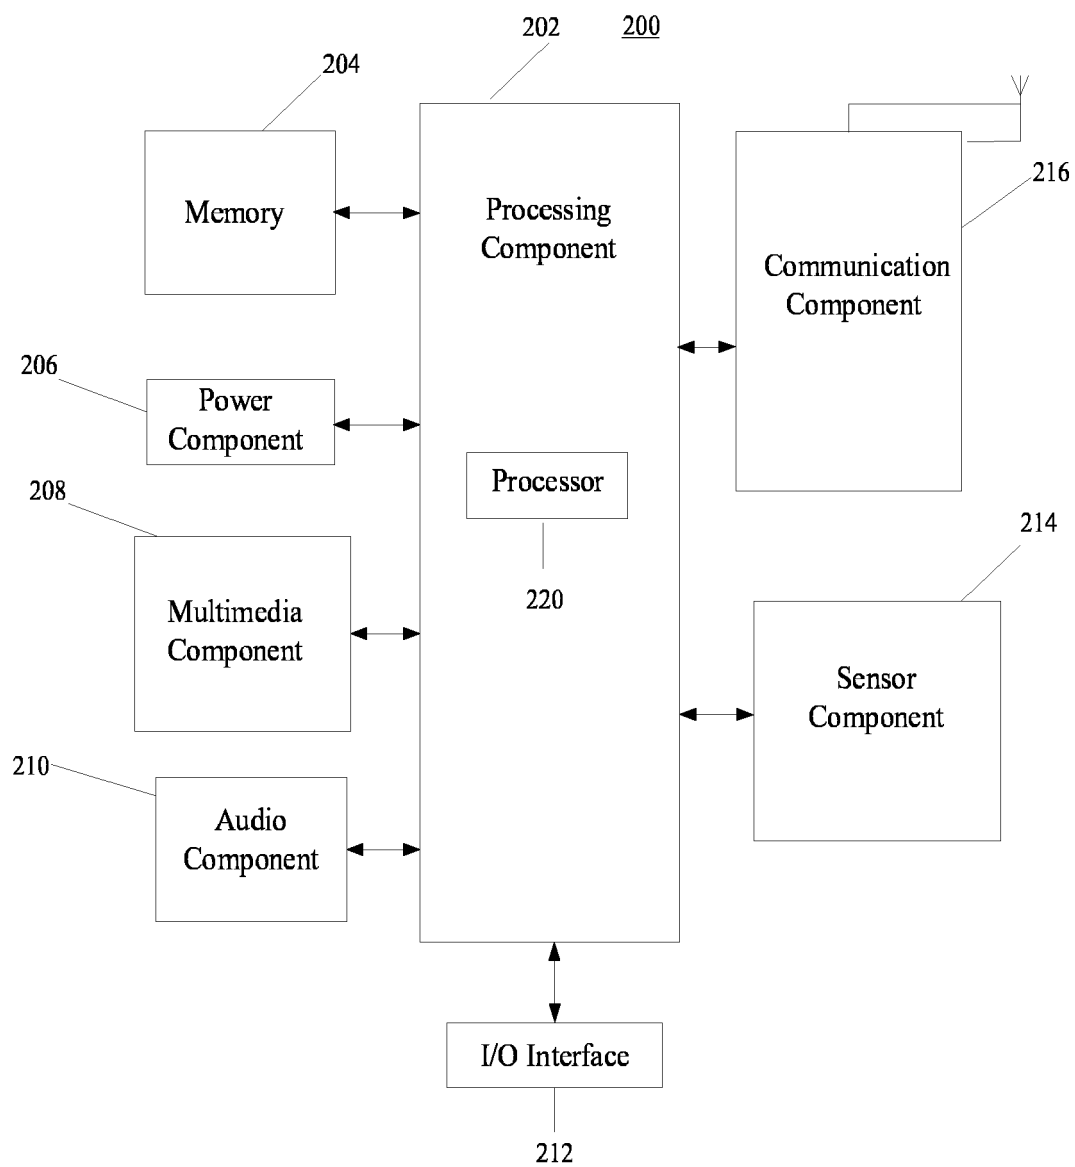 202
200
204
Memory
Processing
Component
216
Communication
Component
206
Power
Component
208
Processor
220
214
Multimedia
Component
Sensor
Component
210
Audio
Component
I/O Interface
212